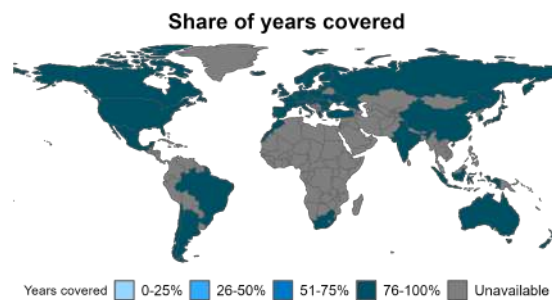 Share of years covered
Years covered 0-25% 26-50% 51-75% 76-100% Unavailable